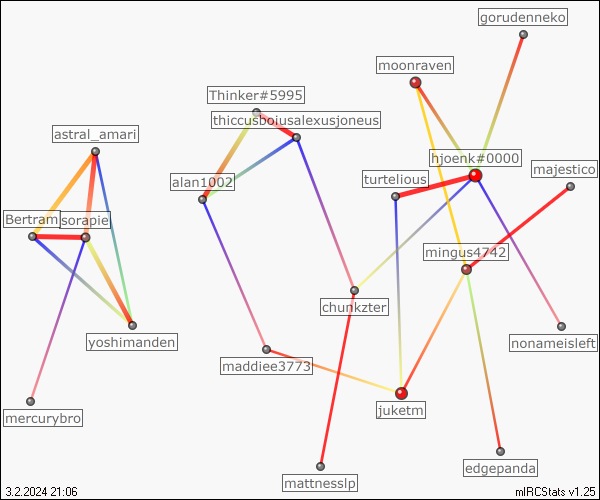 gorudenneko
moonraven
Thinker#5995
thiccusboiusalexusjoneus
astral_amari
hjoenk#0000
majestico
turtelious
alan1002
Bertram
sorapie
mingus4742
chunkzter
yoshimanden
nonameisleft
maddiee3773
juketm
mercurybro
edgepanda
mattnesslp
3.2.2024 21:06
mIRCStats v1.25